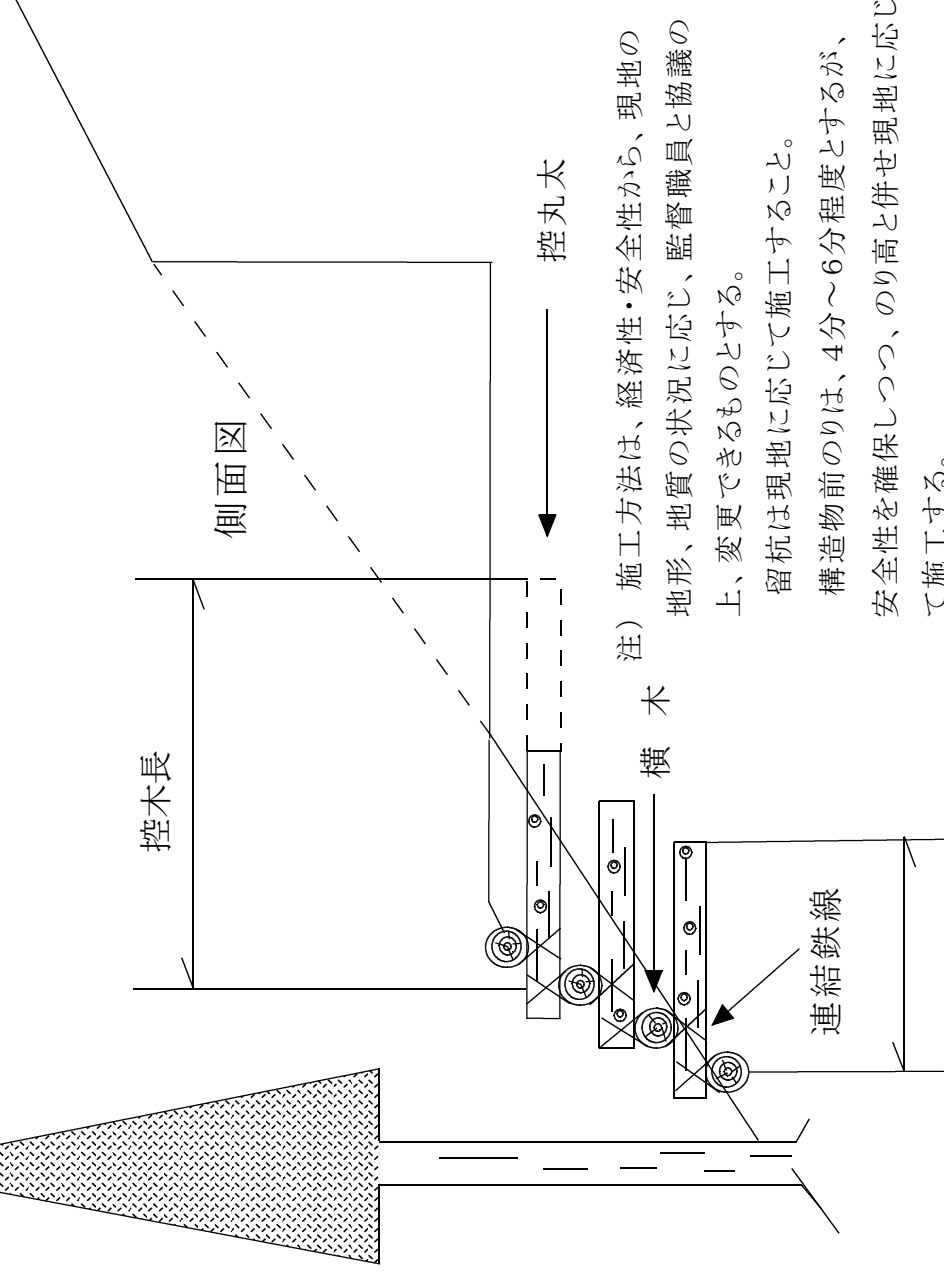 側面図
控木長
控丸太
横　木
連結鉄線
注）　施工方法は、経済性・安全性から、現地の
地形、地質の状況に応じ、監督職員と協議の
上、変更できるものとする。
留杭は現地に応じて施工すること。
構造物前のりは、4分～6分程度とするが、
安全性を確保しつつ、のり高と併せ現地に応じ
て施工する。